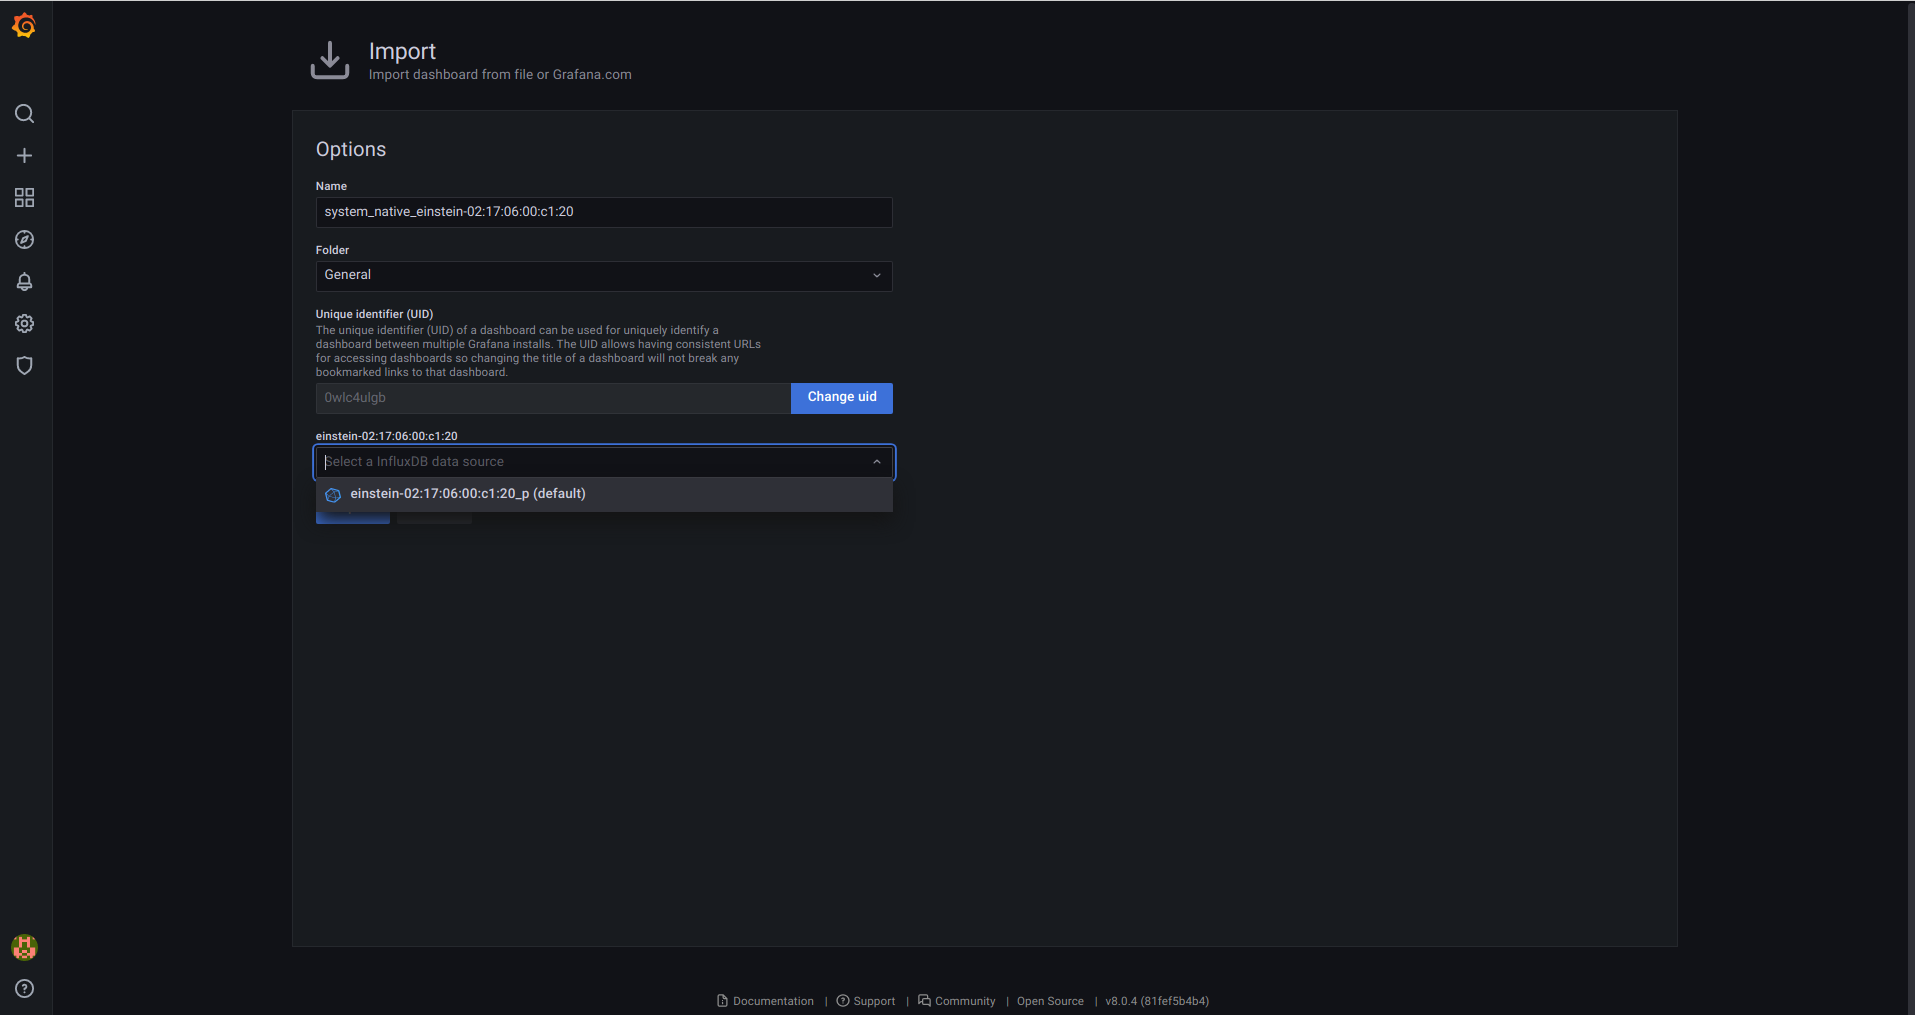 Import
Import dashboard from file or Grafana.com
Options
Name
system_native_einstein-02:17:06:00:c1:20
Folder
General
Unique identifier (UID)
The unique identifier (UID) of a dashboard can be used for uniquely identify a
dashboard between multiple Grafana installs. The UID allows having consistent URLs
for accessing dashboards so changing the title of a dashboard will not break any
bookmarked links to that dashboard.
0wlc4ulgb
Change uid
einstein-02:17:06:00:c1:20
Select a InfluxDB data source
einstein-02:17:06:00:c1:20_p (default)
Documentation | Support | Community | Open Source | v8.0.4 (81fef5b4b4)